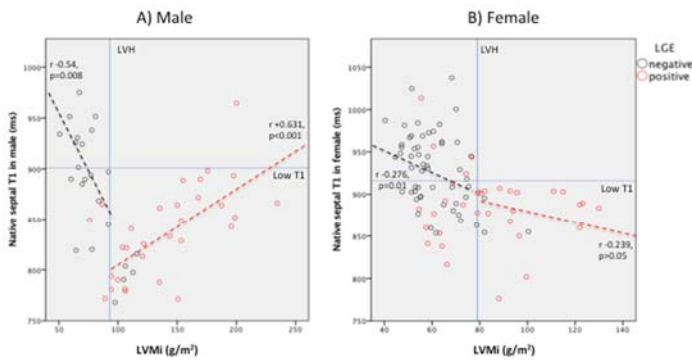 A) Male
B) Female
LVH
LVH
LGE
negative
positive
r -0.54,
p=0.008
r +0.631,
p<0.001
Low T1
r -0.276,
p=0.01
Low T1
r -0.239,
p>0.05
Native septal T1 in male (ms)
1000
950
900
850
800
750
50
100
150
200
250
LVMi (g/m²)
Native septal T1 in female (ms)
1050
1000
950
900
850
800
750
40
60
80
100
120
140
LVMi (g/m²)